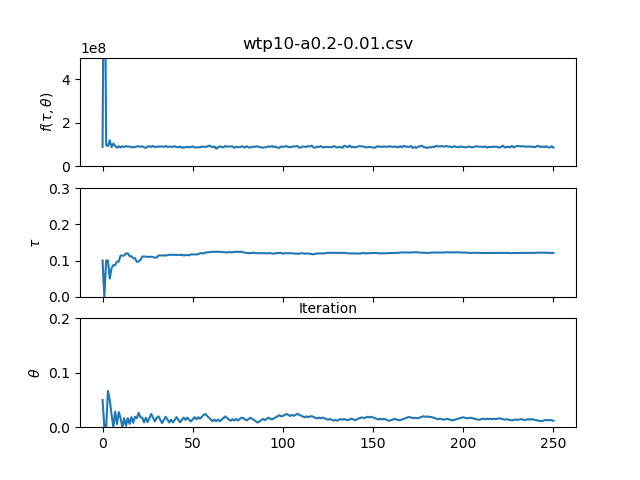 wtp10-a0.2-0.01.csv
1e8
4
2
0
f(τ, θ)
0.3
0.2
0.1
0.0
τ
Iteration
0.2
0.1
0.0
θ
0 50 100 150 200 250